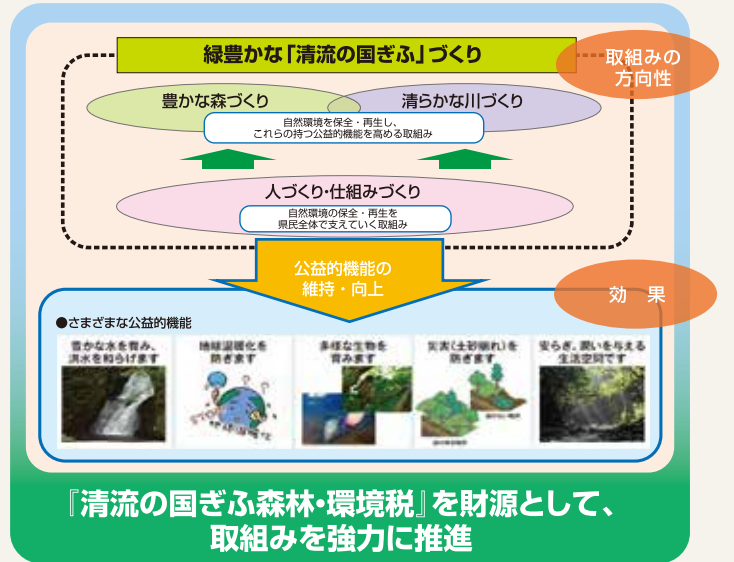 緑豊かな「清流の国ぎふ」づくり
取組みの
方向性
豊かな森づくり
清らかな川づくり
自然環境を保全・再生し、
これらの持つ公益的機能を高める取組み
人づくり・仕組みづくり
自然環境の保全・再生を
県民全体で支えていく取組み
公益的機能の
維持・向上
効　果
●さまざまな公益的機能
豊かな水を育み、
洪水を和らげます
地球温暖化を
防ぎます
多様な生物を
育みます
災害（土砂崩れ）を
防ぎます
安らぎ、潤いを与える
生活空間です
『清流の国ぎふ森林・環境税』を財源として、
取組みを強力に推進